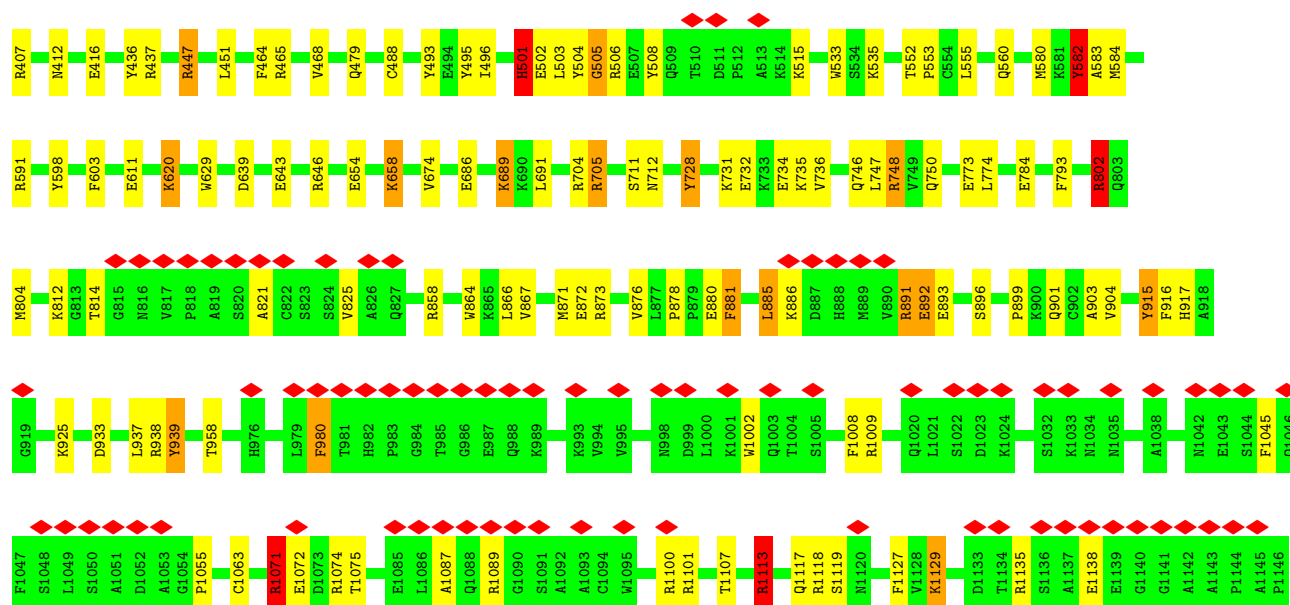 R407 N412 E416 Y436 R437 R447 L451 F464 R465 V468 Q479 C488 Y493 E494 Y495 I496 H501 E502 L503 Y504 G505 R506 E507 Y508 Q509 T510 D511 P512 A513 K514 K515 W533 S534 K535 T552 P553 C554 L555 Q560 M580 K581 Y582 A583 M584
R591 Y598 F603 E611 K620 W629 D639 E643 R646 E654 K658 V674 E686 K689 K690 L691 R704 R705 S711 N712 Y728 K731 E732 K733 E734 K735 V736 Q746 L747 R748 V749 Q750 E773 L774 E784 F793 R802 Q803
M804 K812 G813 T814 G815 N816 V817 P818 A819 S820 A821 C822 S823 S824 V825 A826 Q827 R858 W864 K865 L866 V867 M871 E872 R873 V876 L877 P878 P879 E880 F881 L885 K886 D887 H888 M889 V890 R891 E892 E893 S896 P899 K900 Q901 C902 A903 V904 Y915 F916 H917 A918
G919 K925 D933 L937 R938 Y939 T958 H976 L979 F980 T981 H982 P983 G984 T985 G986 E987 Q988 K989 K993 V994 V995 N998 D999 L1000 K1001 W1002 Q1003 T1004 S1005 F1008 R1009 Q1020 L1021 S1022 D1023 K1024 S1032 K1033 N1034 N1035 A1038 N1042 E1043 S1044 F1045 Q1046
F1047 S1048 L1049 S1050 A1051 D1052 A1053 G1054 P1055 C1063 R1071 E1072 D1073 R1074 T1075 E1085 L1086 A1087 Q1088 R1089 G1090 S1091 A1092 A1093 C1094 W1095 R1100 R1101 T1107 R1113 Q1117 R1118 S1119 N1120 F1127 V1128 K1129 D1133 T1134 R1135 S1136 A1137 E1138 E1139 G1140 G1141 A1142 A1143 P1144 A1145 P1146